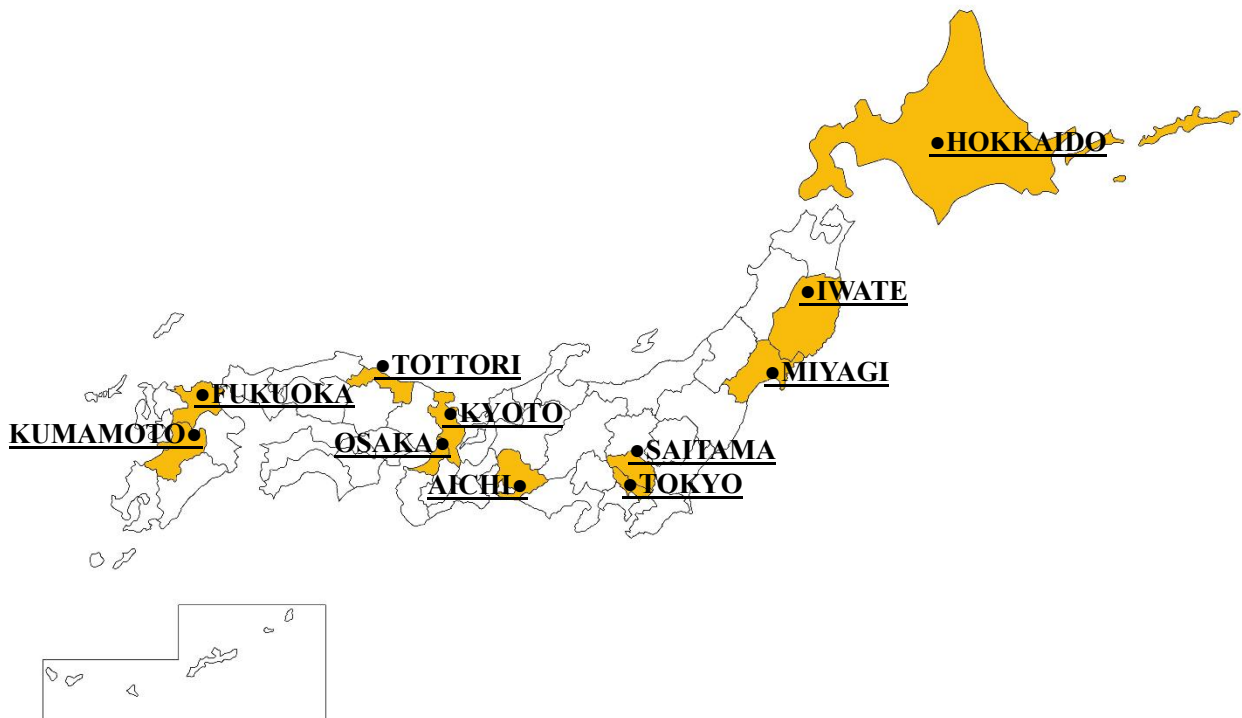 ●HOKKAIDO
●IWATE
●TOTTORI
●MIYAGI
●FUKUOKA
●KYOTO
KUMAMOTO●
OSAKA●
●SAITAMA
AICHI●
●TOKYO